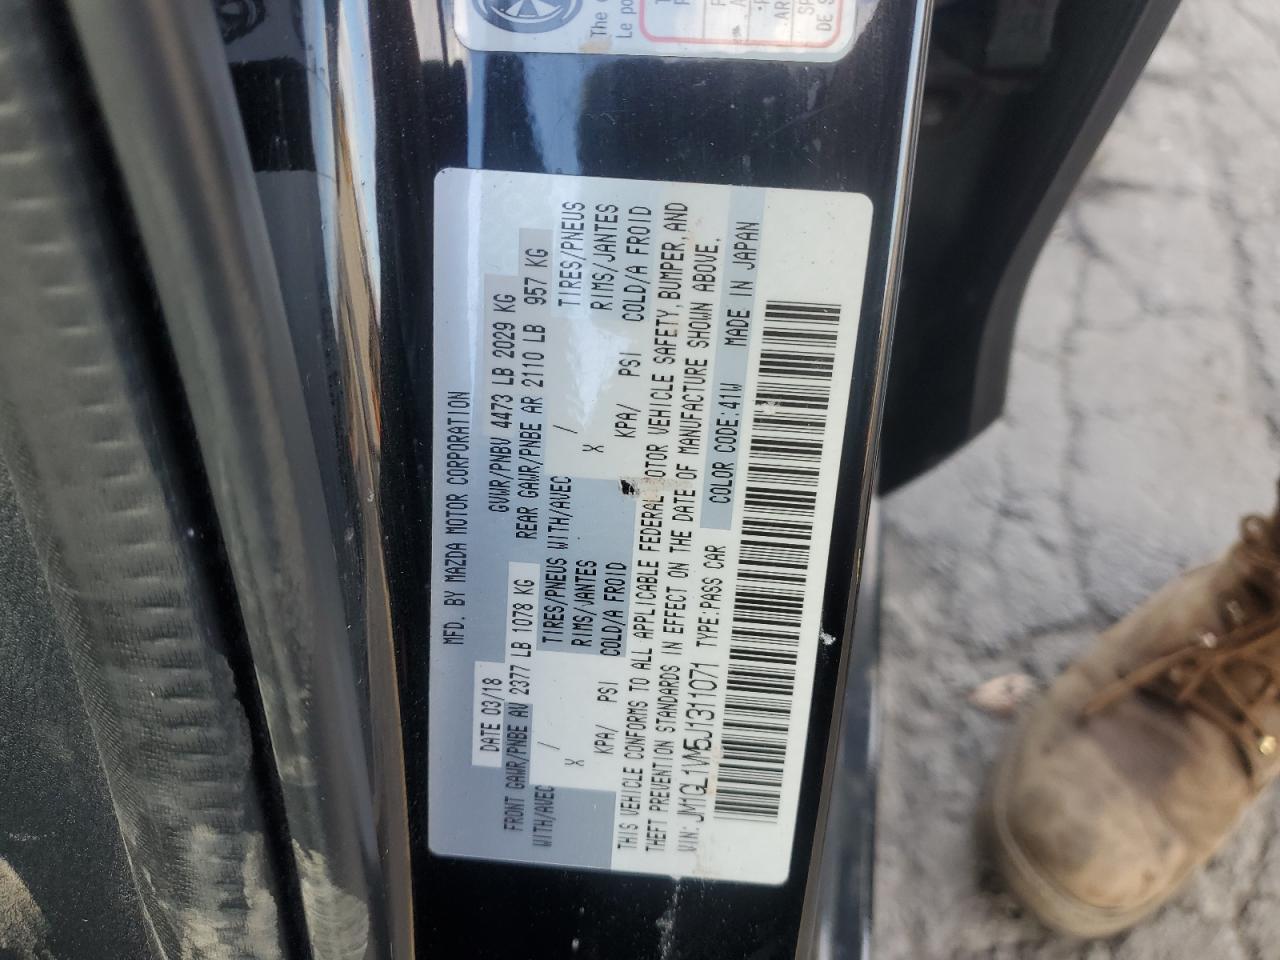 MFD. BY MAZDA MOTOR CORPORATION
DATE 03/18 GVWR/PNBV 4473 LB 2029 KG
FRONT GAWR/PNBE AV 2377 LB 1078 KG REAR GAWR/PNBE AR 2110 LB 957 KG
WITH/AVEC / TIRES/PNEUS WITH/AVEC / TIRES/PNEUS
X RIMS/JANTES X RIMS/JANTES
KPA/ PSI COLD/A FROID KPA/ PSI COLD/A FROID
THIS VEHICLE CONFORMS TO ALL APPLICABLE FEDERAL MOTOR VEHICLE SAFETY, BUMPER, AND
THEFT PREVENTION STANDARDS IN EFFECT ON THE DATE OF MANUFACTURE SHOWN ABOVE.
VIN: JM1GL1VM5J1311071 TYPE:PASS CAR COLOR CODE:41W MADE IN JAPAN
The
Le